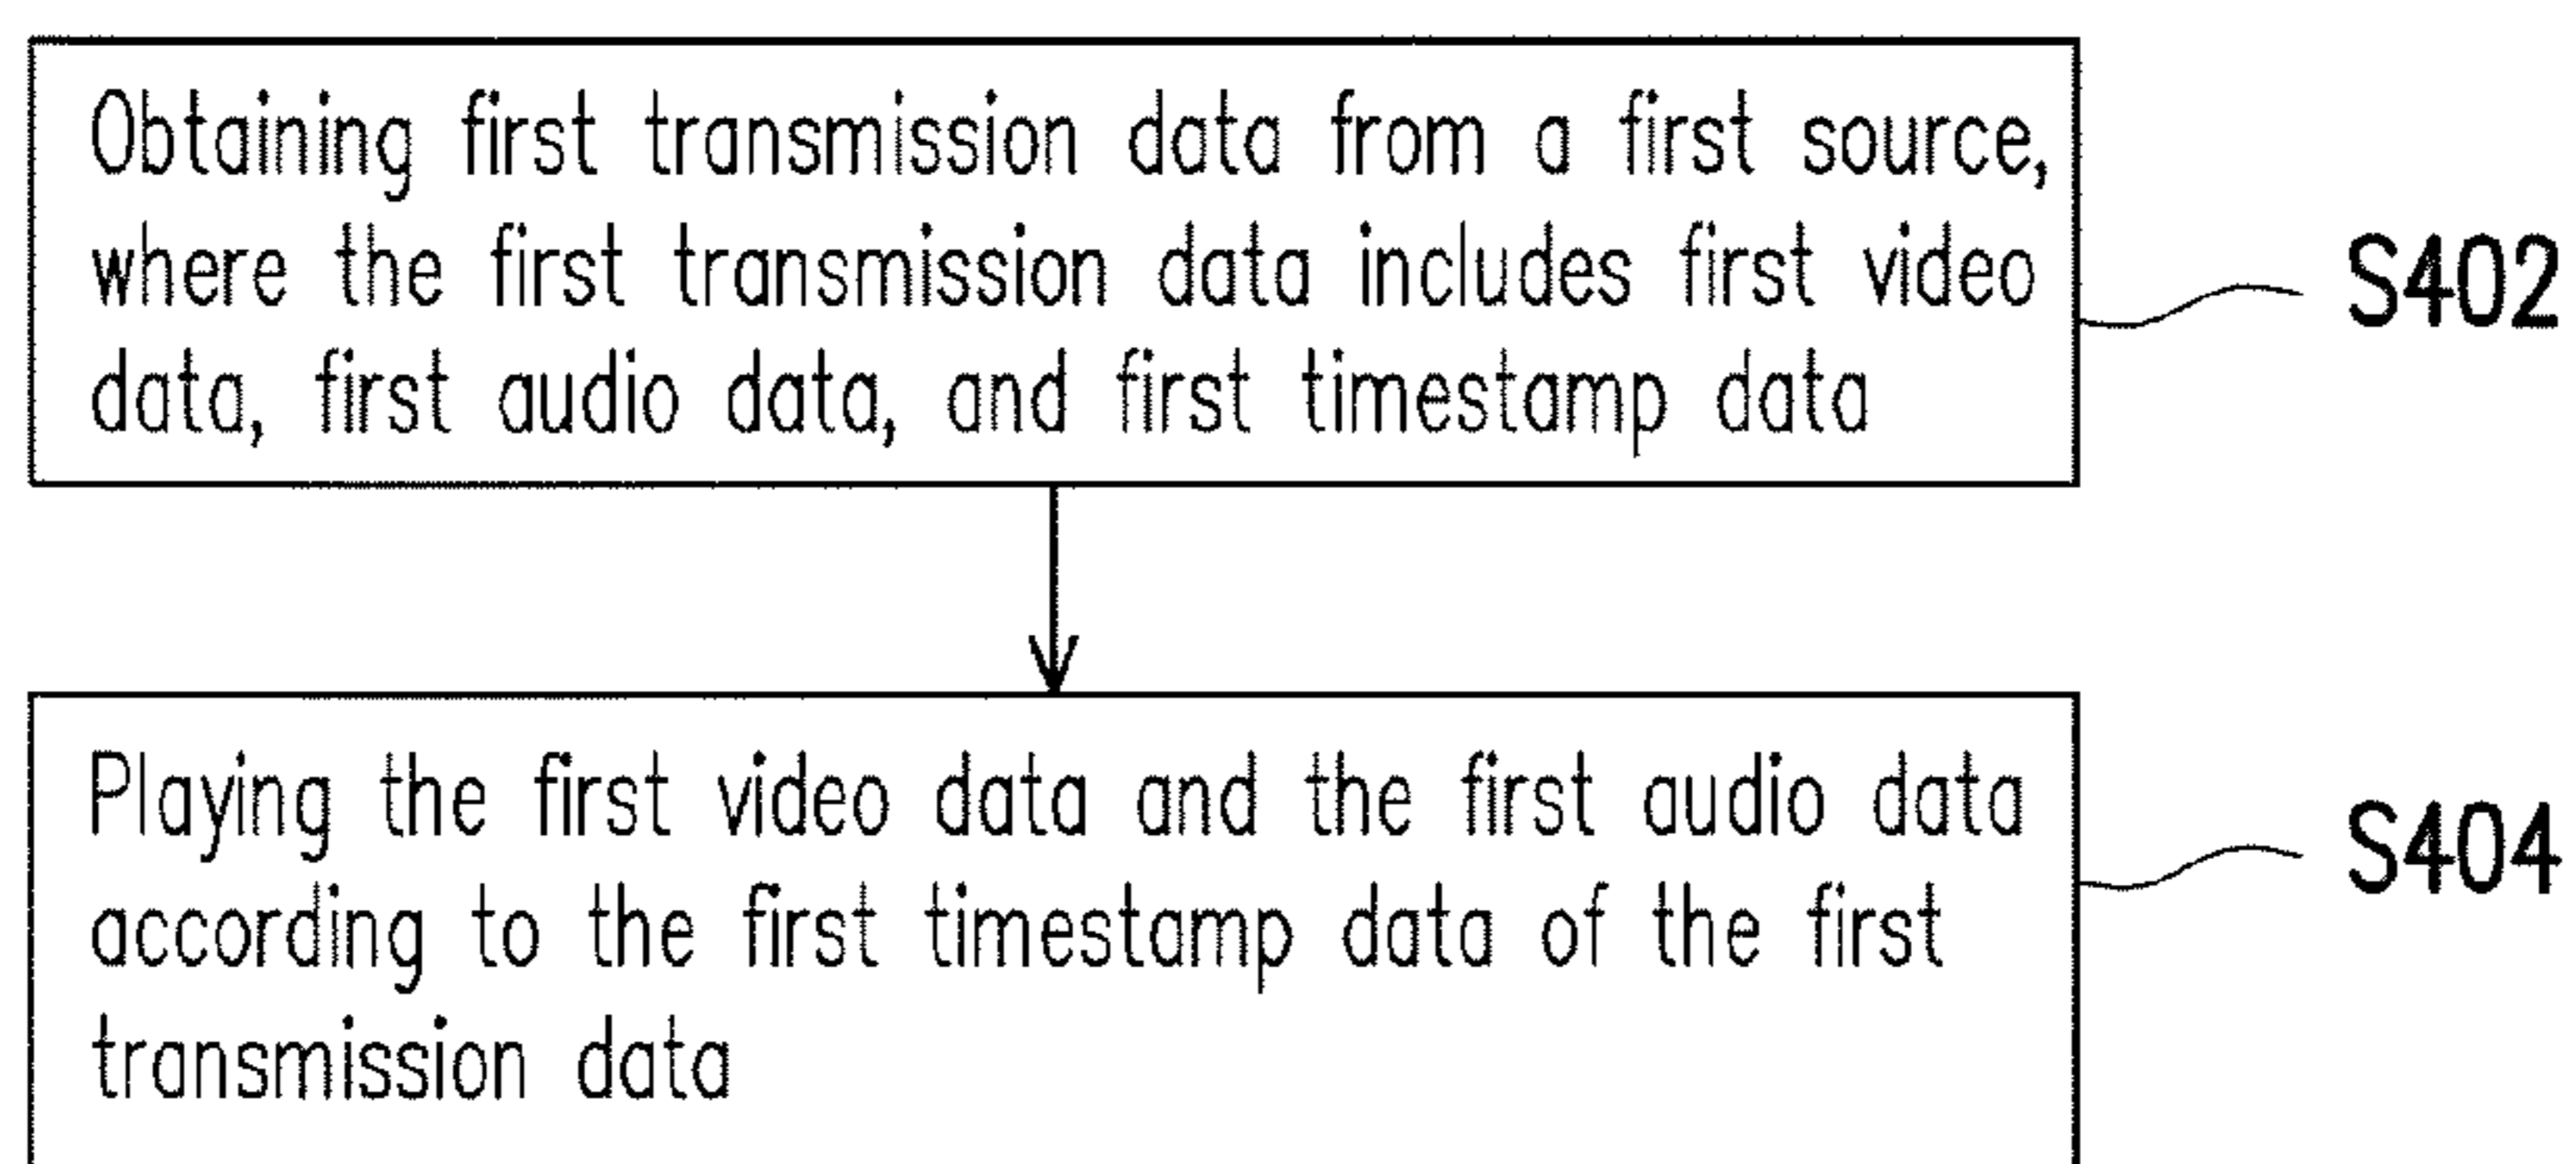 Obtaining first transmission data from a first source,
where the first transmission data includes first video
data, first audio data, and first timestamp data
S402
Playing the first video data and the first audio data
according to the first timestamp data of the first
transmission data
S404